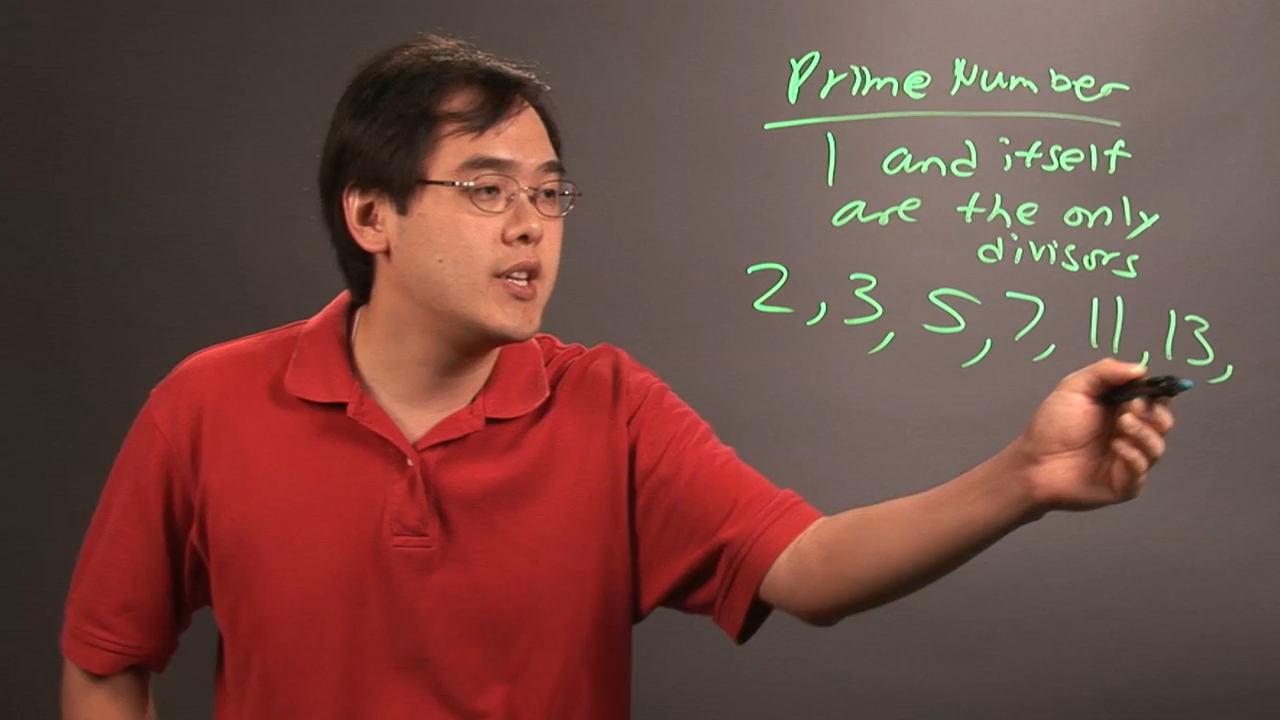 Prime Number
1 and itself
are the only
divisors
2, 3, 5, 7, 11, 13,